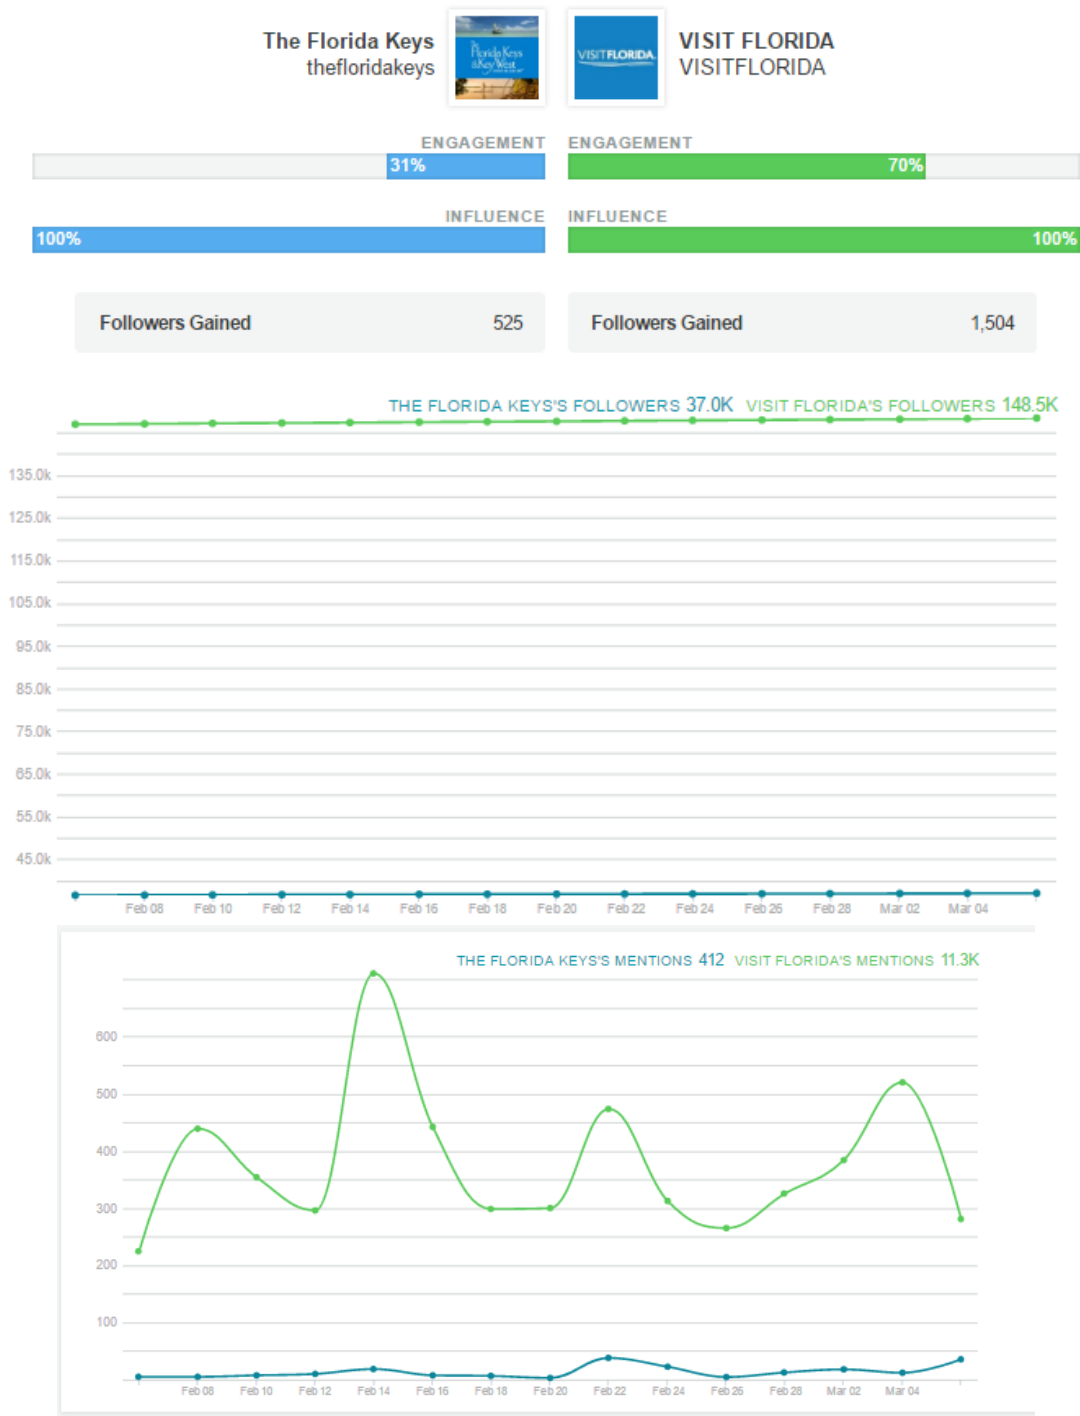 The Florida Keys
thefloridakeys
The Florida Keys
& Key West
VISITFLORIDA.
VISIT FLORIDA
VISITFLORIDA
ENGAGEMENT
ENGAGEMENT
31%
70%
INFLUENCE
INFLUENCE
100%
100%
Followers Gained 525
Followers Gained 1,504
THE FLORIDA KEYS'S FOLLOWERS 37.0K VISIT FLORIDA'S FOLLOWERS 148.5K
135.0k
125.0k
115.0k
105.0k
95.0k
85.0k
75.0k
65.0k
55.0k
45.0k
Feb 08 Feb 10 Feb 12 Feb 14 Feb 16 Feb 18 Feb 20 Feb 22 Feb 24 Feb 26 Feb 28 Mar 02 Mar 04
THE FLORIDA KEYS'S MENTIONS 412 VISIT FLORIDA'S MENTIONS 11.3K
600
500
400
300
200
100
Feb 08 Feb 10 Feb 12 Feb 14 Feb 16 Feb 18 Feb 20 Feb 22 Feb 24 Feb 26 Feb 28 Mar 02 Mar 04